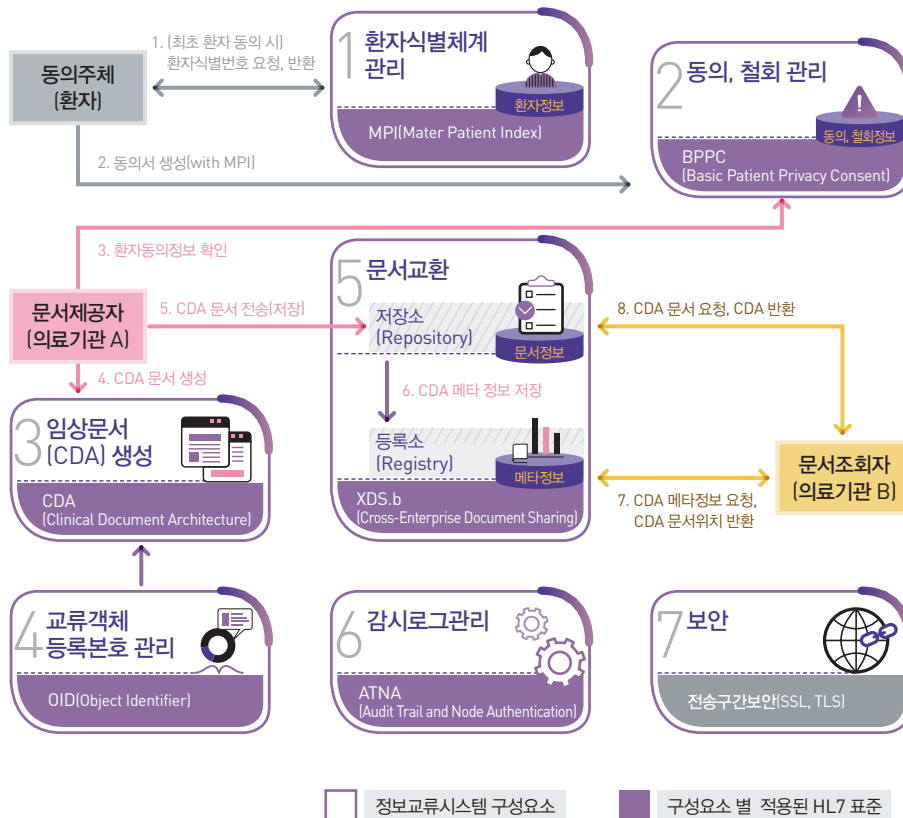 동의주체
(환자)
1. (최초 환자 동의 시)
환자식별번호 요청, 반환
1 환자식별체계
관리
환자정보
MPI(Mater Patient Index)
2 동의, 철회 관리
동의, 철회정보
BPPC
(Basic Patient Privacy Consent)
2. 동의서 생성(with MPI)
3. 환자동의정보 확인
문서제공자
(의료기관 A)
5. CDA 문서 전송(저장)
4. CDA 문서 생성
5 문서교환
저장소
(Repository)
문서정보
6. CDA 메타 정보 저장
등록소
(Registry)
메타정보
XDS.b
(Cross-Enterprise Document Sharing)
8. CDA 문서 요청, CDA 반환
문서조회자
(의료기관 B)
7. CDA 메타정보 요청,
CDA 문서위치 반환
3 임상문서
(CDA) 생성
CDA
(Clinical Document Architecture)
4 교류객체
등록본호 관리
OID(Object Identifier)
6 감시로그관리
ATNA
(Audit Trail and Node Authentication)
7 보안
전송구간보안(SSL, TLS)
정보교류시스템 구성요소
구성요소 별 적용된 HL7 표준